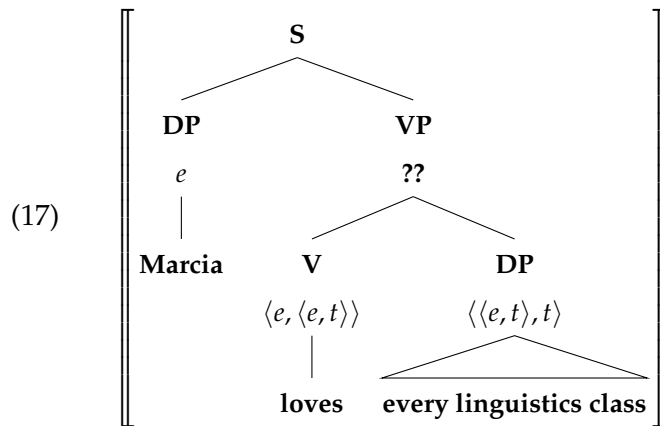 S
DP VP
e ??
(17)
Marcia V DP
⟨e, ⟨e, t⟩⟩ ⟨⟨e, t⟩, t⟩
loves every linguistics class